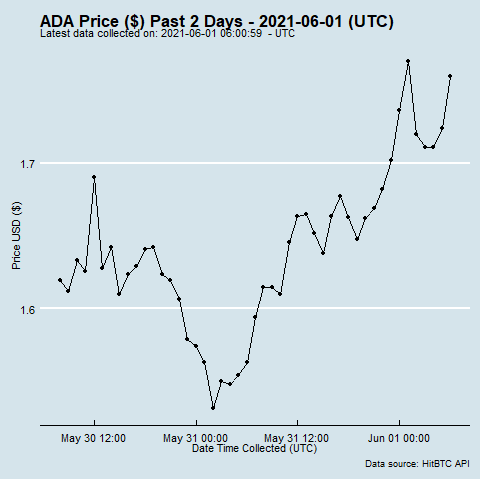 ADA Price ($) Past 2 Days - 2021-06-01 (UTC)
Latest data collected on: 2021-06-01 06:00:59 - UTC
1.7
1.6
Price USD ($)
May 30 12:00 May 31 00:00 May 31 12:00 Jun 01 00:00
Date Time Collected (UTC)
Data source: HitBTC API